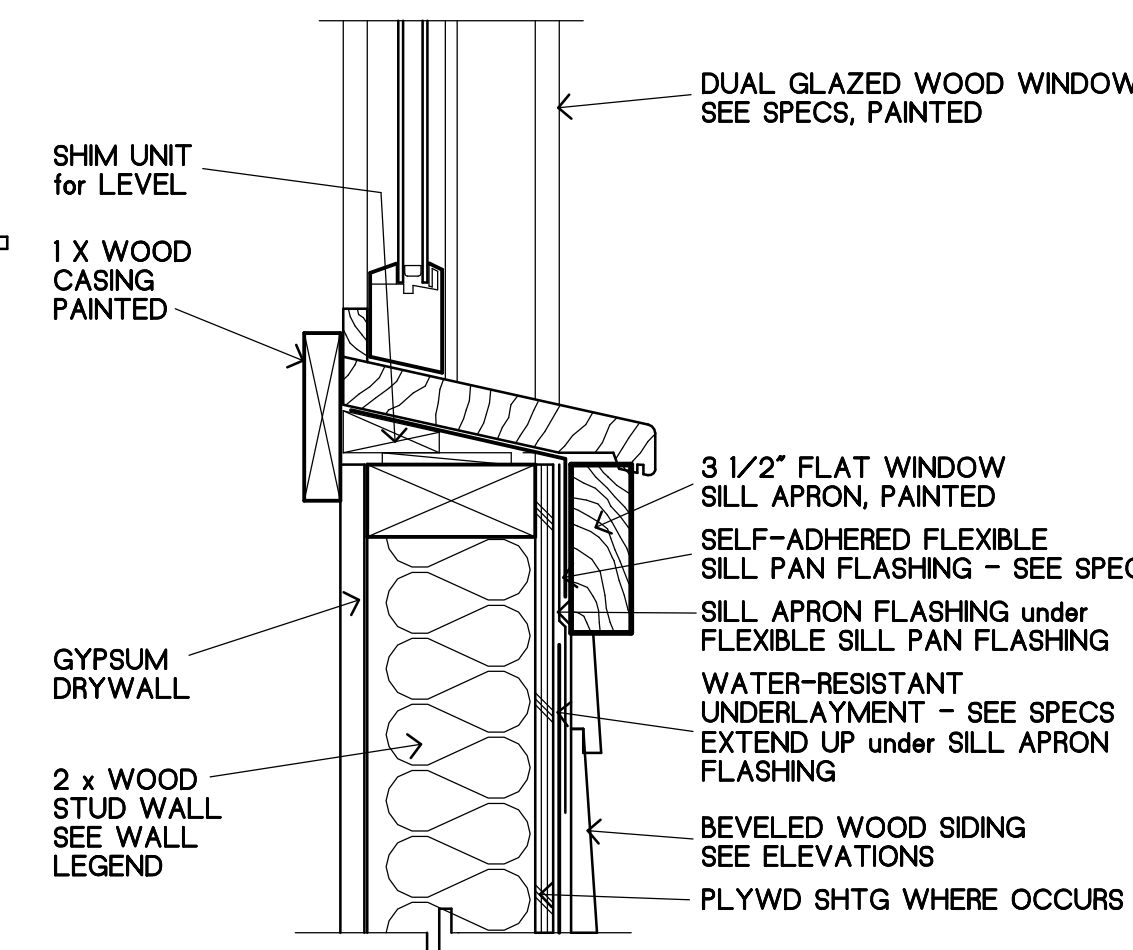 DUAL GLAZED WOOD WINDOW
SEE SPECS, PAINTED
SHIM UNIT
for LEVEL
1 X WOOD
CASING
PAINTED
3 1/2" FLAT WINDOW
SILL APRON, PAINTED
SELF-ADHERED FLEXIBLE
SILL PAN FLASHING - SEE SPEC
SILL APRON FLASHING under
FLEXIBLE SILL PAN FLASHING
GYPSUM
DRYWALL
WATER-RESISTANT
UNDERLAYMENT - SEE SPECS
EXTEND UP under SILL APRON
FLASHING
2 x WOOD
STUD WALL
SEE WALL
LEGEND
BEVELED WOOD SIDING
SEE ELEVATIONS
PLYWD SHTG WHERE OCCURS